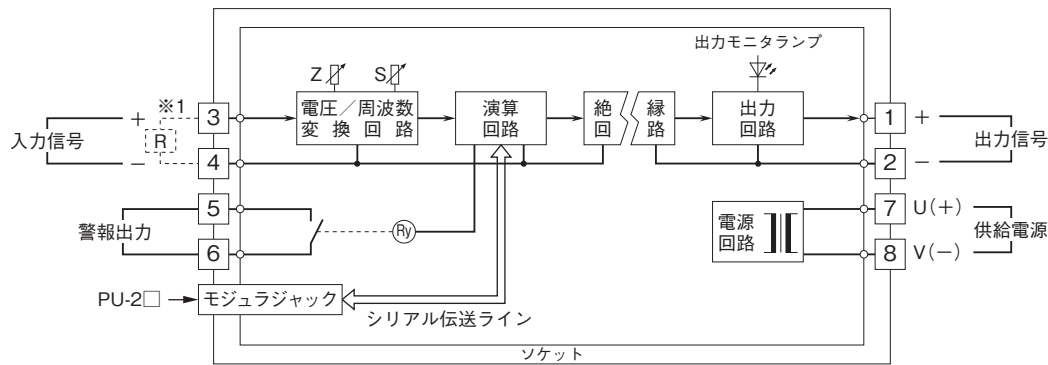 出力モニタランプ
Z
S
※1
3
電圧／周波数
変換回路
演算
回路
絶縁
回路
出力
回路
1
+
+
入力信号
R
−
4
2
−
出力信号
5
警報出力
6
Ry
電源
回路
7
U(+)
供給電源
8
V(−)
PU-2□
モジュラジャック
シリアル伝送ライン
ソケット